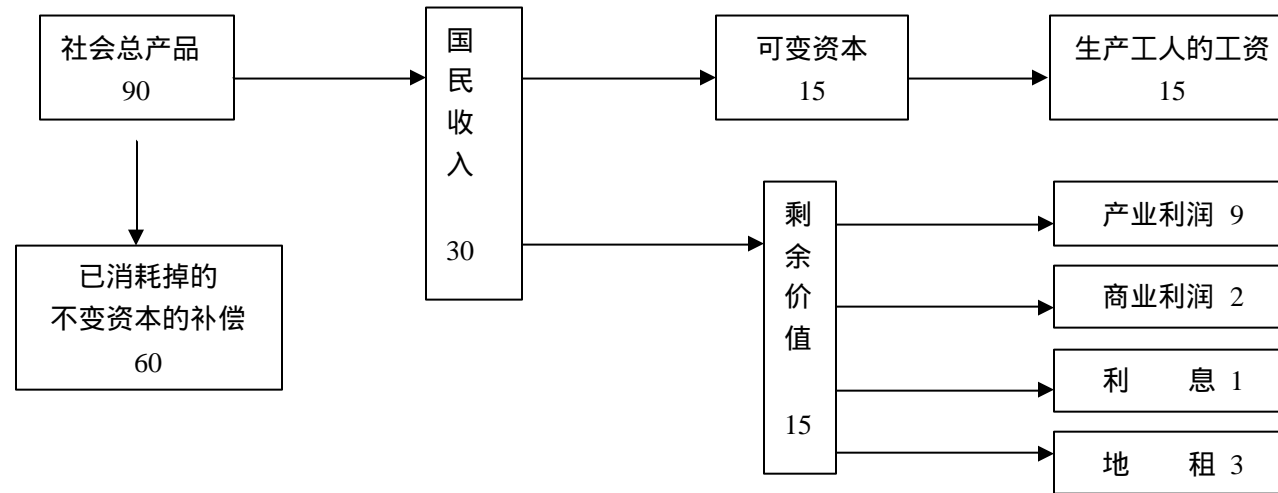 社会总产品
90
国
民
收
入
30
可变资本
15
生产工人的工资
15
已消耗掉的
不变资本的补偿
60
剩
余
价
值
15
产业利润 9
商业利润 2
利 息 1
地 租 3